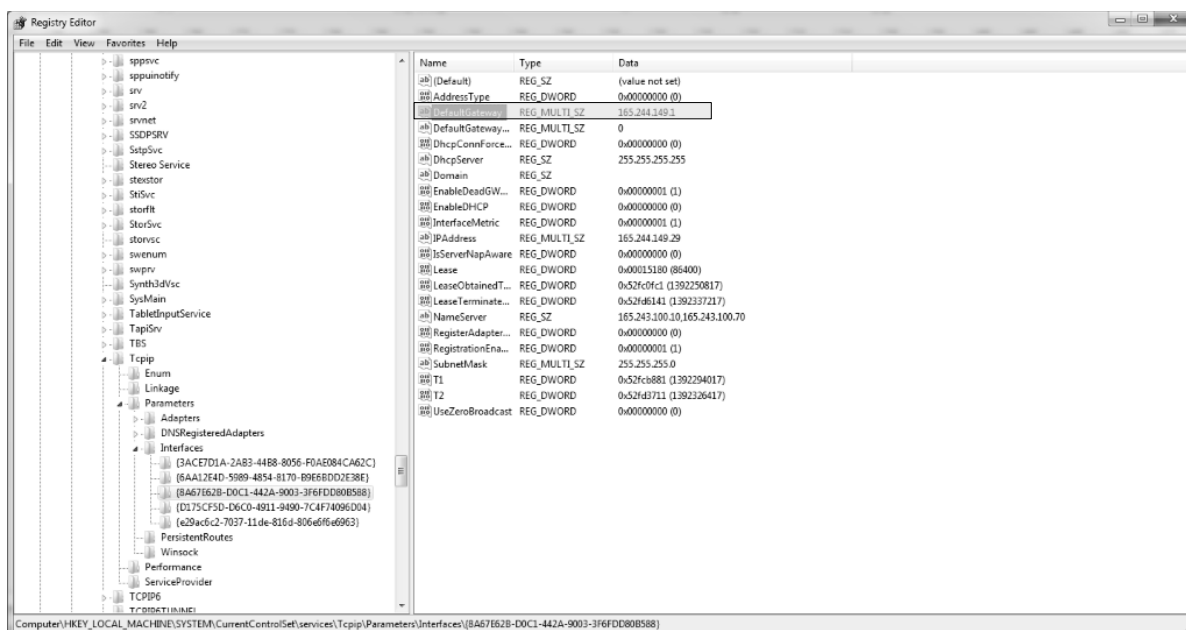 Registry Editor
File Edit View Favorites Help
sppsvc
sppuinotify
srv
srv2
srvnet
SSDPSRV
SstpSvc
Stereo Service
stexstor
StiSvc
storflt
StorSvc
storvsc
swenum
swprv
Synth3dVsc
SysMain
TabletInputService
TapiSrv
TBS
Tcpip
Enum
Linkage
Parameters
Adapters
DNSRegisteredAdapters
Interfaces
{3ACE7D1A-2AB3-44B8-8056-F0AE084CA62C}
{6AA12E4D-5989-4854-8170-B9E6BDD2E38E}
{8A67E62B-D0C1-442A-9003-3F6FDD80B588}
{D175CF5D-D6C0-4911-9490-7C4F74096D04}
{e29ac6c2-7037-11de-816d-806e6f6e6963}
PersistentRoutes
Winsock
Performance
ServiceProvider
TCPIP6
TCPIP6TUNNEL
Name Type Data
(Default) REG_SZ (value not set)
AddressType REG_DWORD 0x00000000 (0)
DefaultGateway REG_MULTI_SZ 165.244.149.1
DefaultGateway... REG_MULTI_SZ 0
DhcpConnForce... REG_DWORD 0x00000000 (0)
DhcpServer REG_SZ 255.255.255.255
Domain REG_SZ
EnableDeadGW... REG_DWORD 0x00000001 (1)
EnableDHCP REG_DWORD 0x00000000 (0)
InterfaceMetric REG_DWORD 0x00000001 (1)
IPAddress REG_MULTI_SZ 165.244.149.29
IsServerNapAware REG_DWORD 0x00000000 (0)
Lease REG_DWORD 0x00015180 (86400)
LeaseObtainedT... REG_DWORD 0x52fc0fc1 (1392250817)
LeaseTerminate... REG_DWORD 0x52fd6141 (1392337217)
NameServer REG_SZ 165.243.100.10,165.243.100.70
RegisterAdapter... REG_DWORD 0x00000000 (0)
RegistrationEna... REG_DWORD 0x00000001 (1)
SubnetMask REG_MULTI_SZ 255.255.255.0
T1 REG_DWORD 0x52fcb881 (1392294017)
T2 REG_DWORD 0x52fd3711 (1392326417)
UseZeroBroadcast REG_DWORD 0x00000000 (0)
Computer\HKEY_LOCAL_MACHINE\SYSTEM\CurrentControlSet\services\Tcpip\Parameters\Interfaces\{8A67E62B-D0C1-442A-9003-3F6FDD80B588}